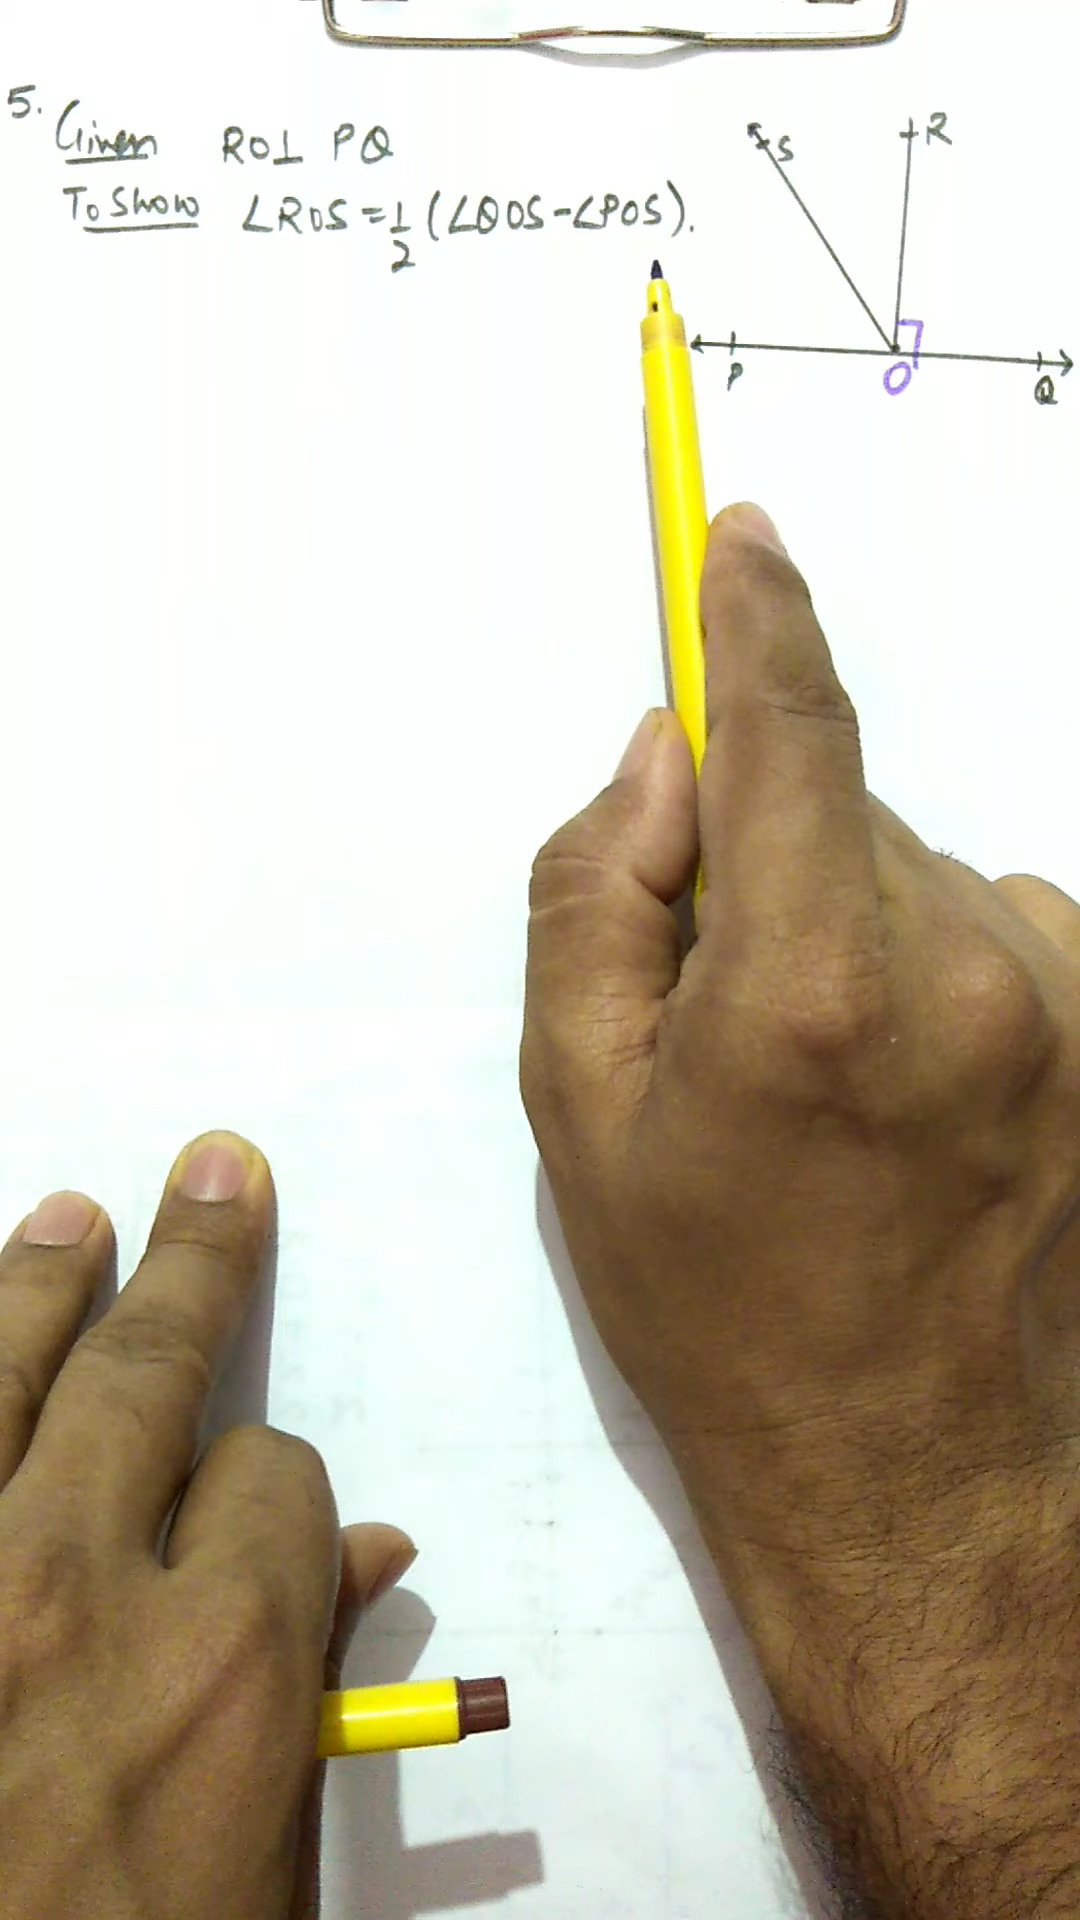 5.
Given RO⊥ PQ
To Show ∠ROS = 1/2 (∠QOS - ∠POS).
S
R
P
O
Q